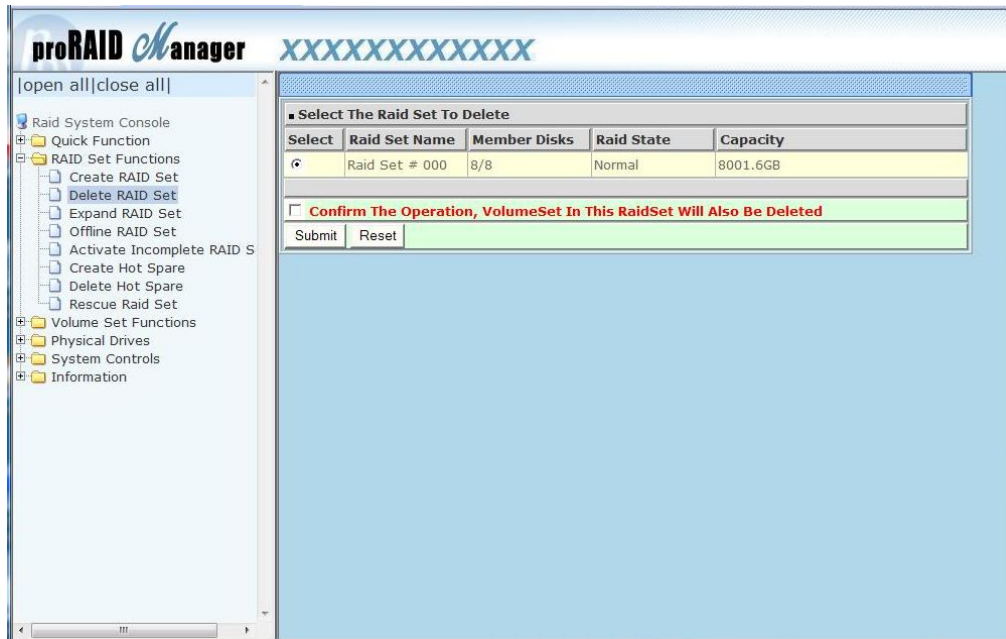 proRAID Manager XXXXXXXXXXXX
|open all|close all|
Raid System Console
Quick Function
RAID Set Functions
Create RAID Set
Delete RAID Set
Expand RAID Set
Offline RAID Set
Activate Incomplete RAID S
Create Hot Spare
Delete Hot Spare
Rescue Raid Set
Volume Set Functions
Physical Drives
System Controls
Information
Select The Raid Set To Delete
Select Raid Set Name Member Disks Raid State Capacity
Raid Set # 000 8/8 Normal 8001.6GB
Confirm The Operation, VolumeSet In This RaidSet Will Also Be Deleted
Submit Reset